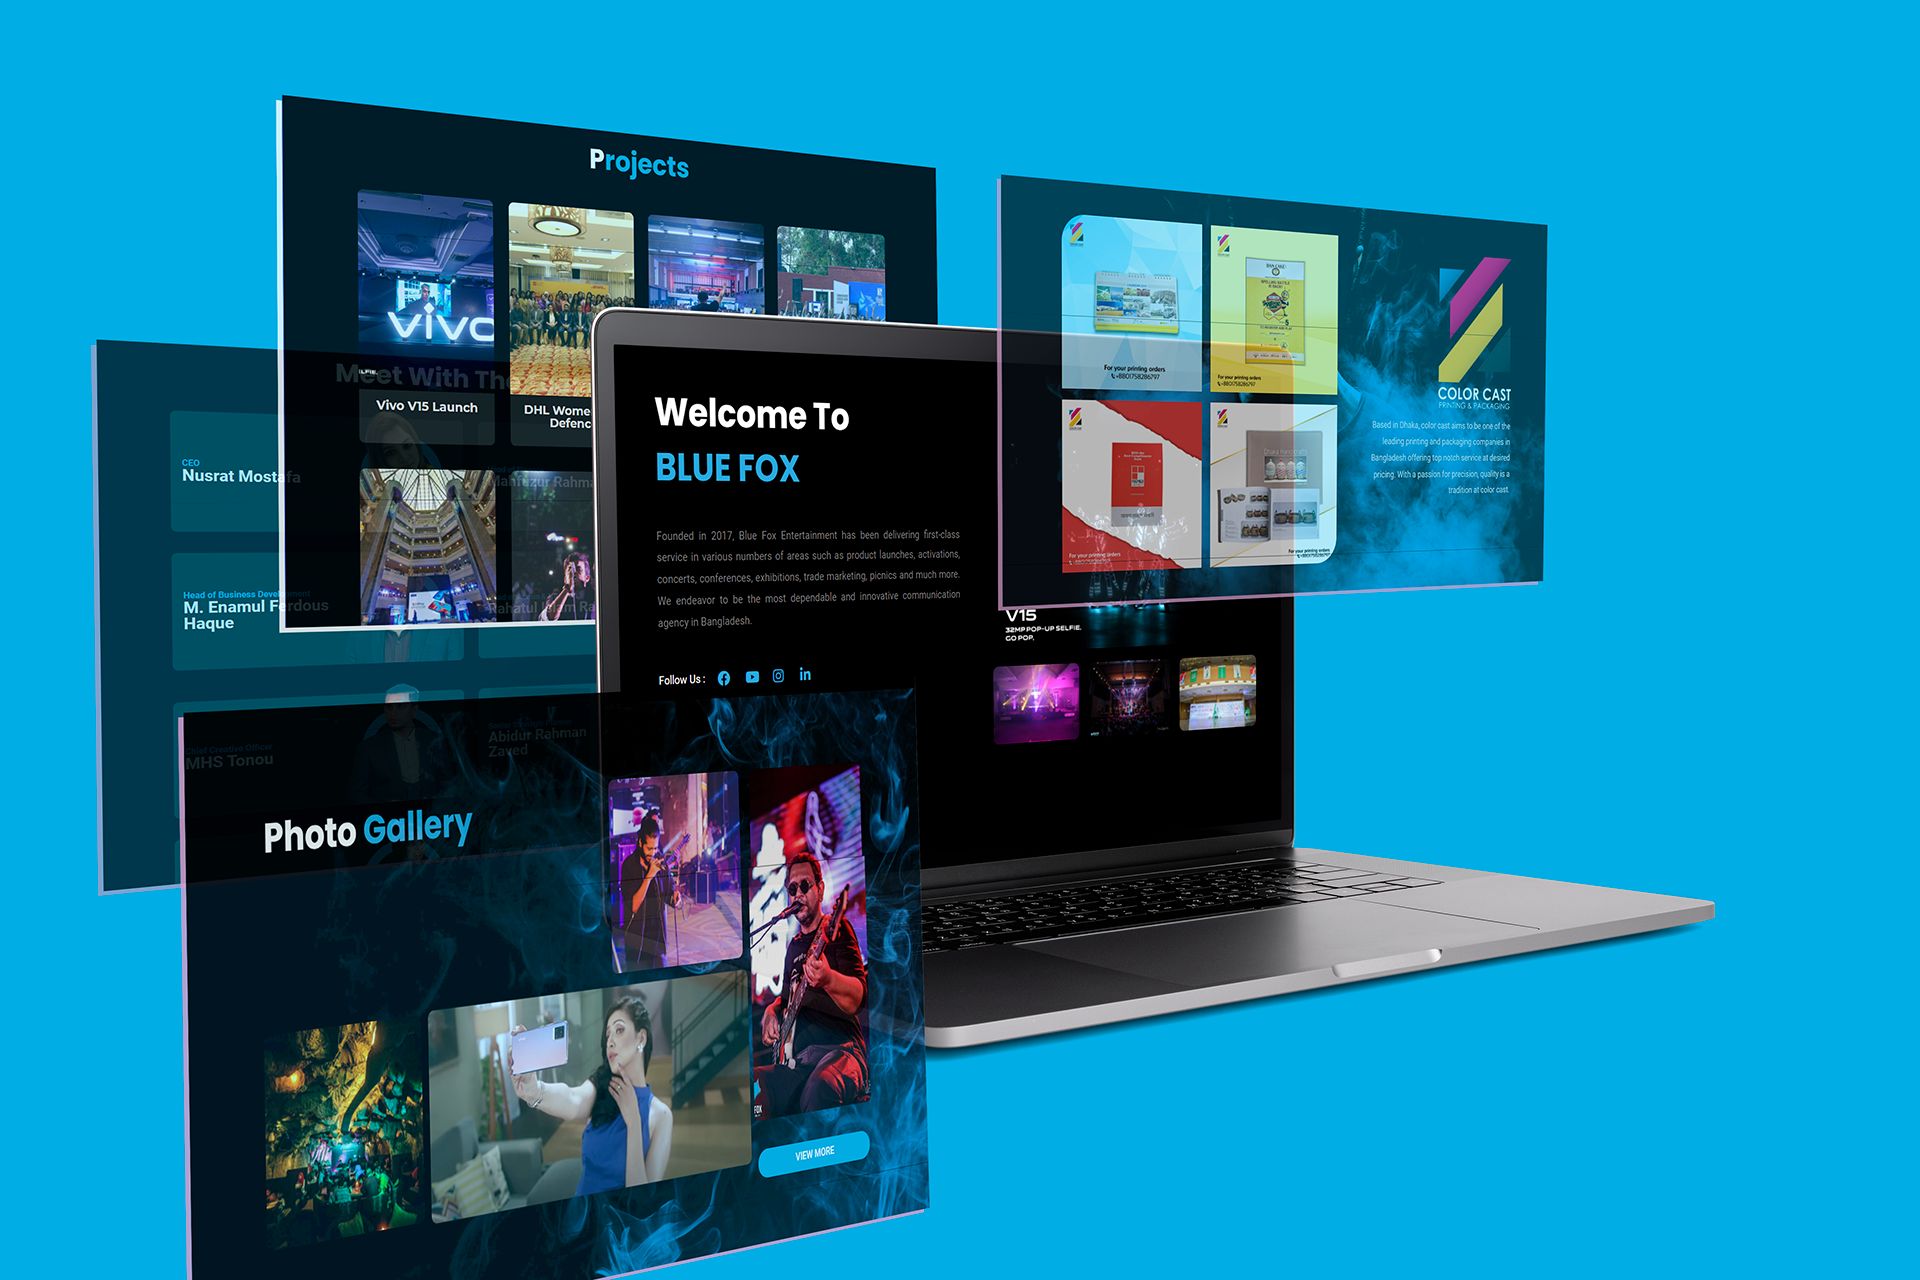 Projects
vivo
Vivo V15 Launch
DHL Wome
Defenc
Meet With The
CEO
Nusrat Mostafa
Mahfuzur Rahma
Head of Business Development
M. Enamul Ferdous
Haque
Rahatul Islam Ra
Chief Creative Officer
MHS Tonou
Abidur Rahman
Zayed
Welcome To
BLUE FOX
Founded in 2017, Blue Fox Entertainment has been delivering first-class
service in various numbers of areas such as product launches, activations,
concerts, conferences, exhibitions, trade marketing, picnics and much more.
We endeavor to be the most dependable and innovative communication
agency in Bangladesh.
Follow Us :
V15
32MP POP-UP SELFIE.
GO POP.
For your printing orders
+8801758286797
For your printing orders
+8801758286797
For your printing orders
For your printing orders
COLOR CAST
PRINTING & PACKAGING
Based in Dhaka, color cast aims to be one of the
leading printing and packaging companies in
Bangladesh offering top notch service at desired
pricing. With a passion for precision, quality is a
tradition at color cast.
Photo Gallery
FOX
VIEW MORE